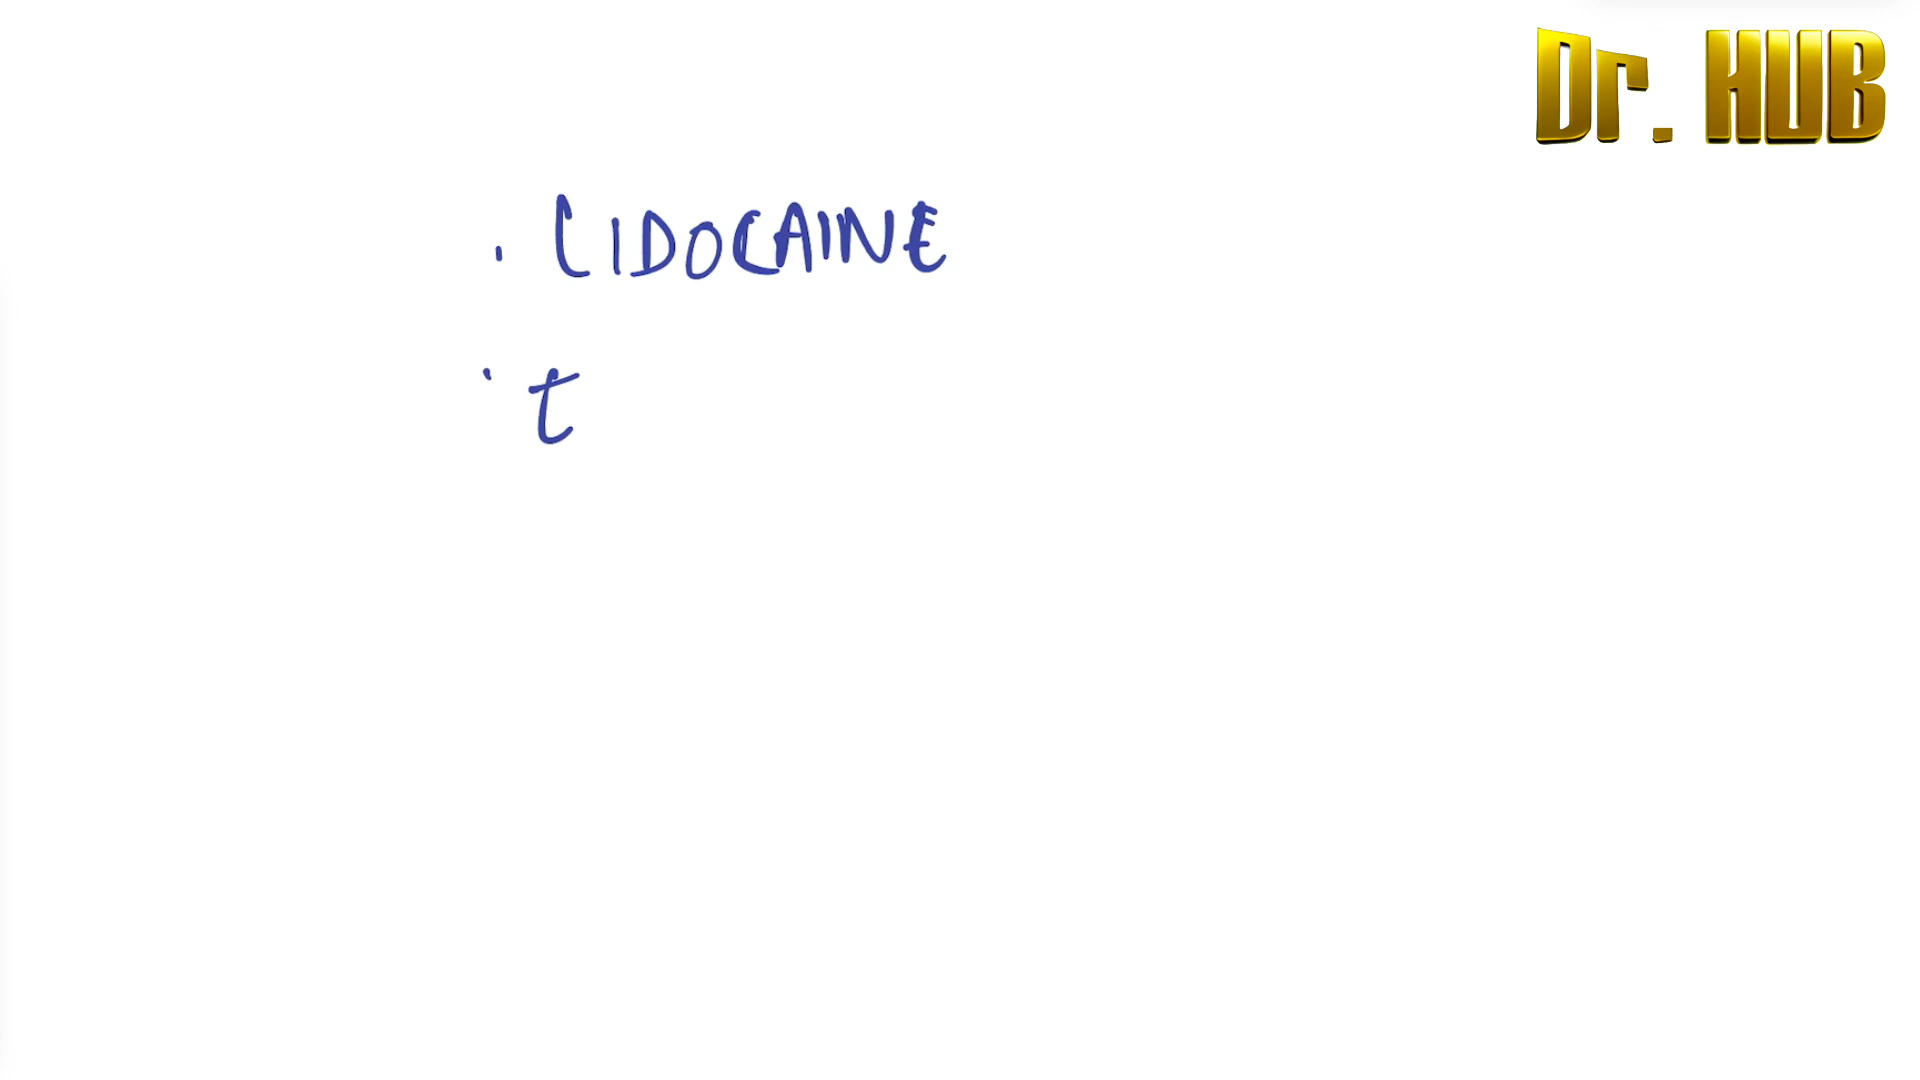 Dr. HUB
· LIDOCAINE
· t